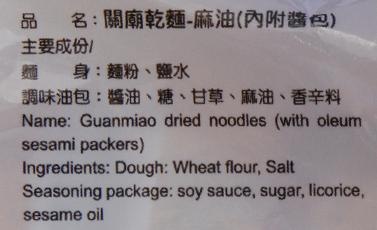 品　　名：關廟乾麵-麻油(內附醬包)
主要成份/
麵　　身：麵粉、鹽水
調味油包：醬油、糖、甘草、麻油、香辛料
Name: Guanmiao dried noodles (with oleum
sesami packers)
Ingredients: Dough: Wheat flour, Salt
Seasoning package: soy sauce, sugar, licorice,
sesame oil